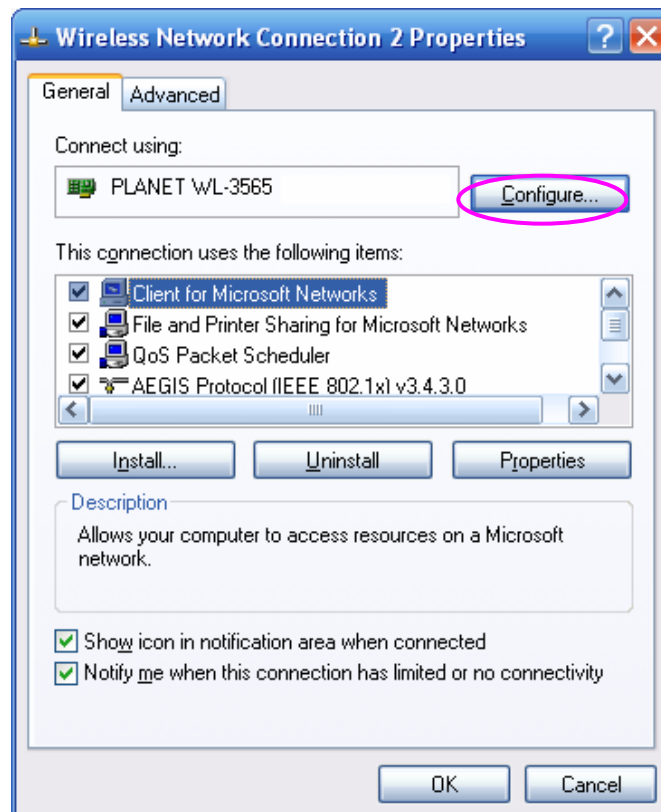 Wireless Network Connection 2 Properties
General Advanced
Connect using:
PLANET WL-3565 Configure...
This connection uses the following items:
Client for Microsoft Networks
File and Printer Sharing for Microsoft Networks
QoS Packet Scheduler
AEGIS Protocol (IEEE 802.1x) v3.4.3.0
Install... Uninstall Properties
Description
Allows your computer to access resources on a Microsoft
network.
Show icon in notification area when connected
Notify me when this connection has limited or no connectivity
OK Cancel